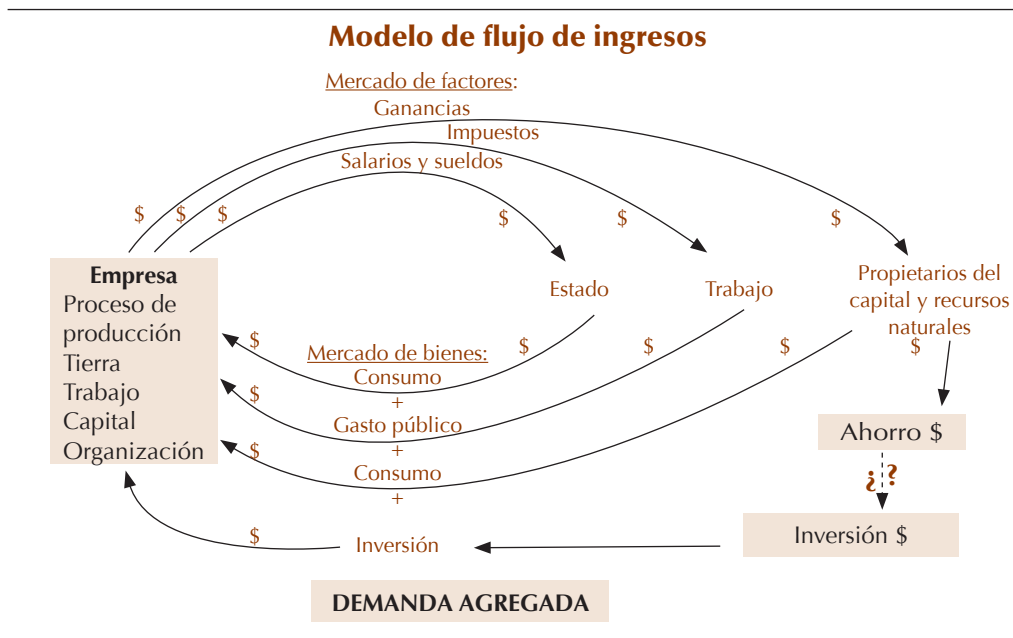 Modelo de flujo de ingresos
Mercado de factores:
Ganancias
Impuestos
Salarios y sueldos
$ $ $ $ $ $
Empresa
Proceso de
producción
Tierra
Trabajo
Capital
Organización
Estado
Trabajo
Propietarios del
capital y recursos
naturales
$ $ $ $ $
Mercado de bienes:
Consumo
+
$
Gasto público
+
$
Consumo
+
Ahorro $
¿?
Inversión $
$
Inversión
DEMANDA AGREGADA